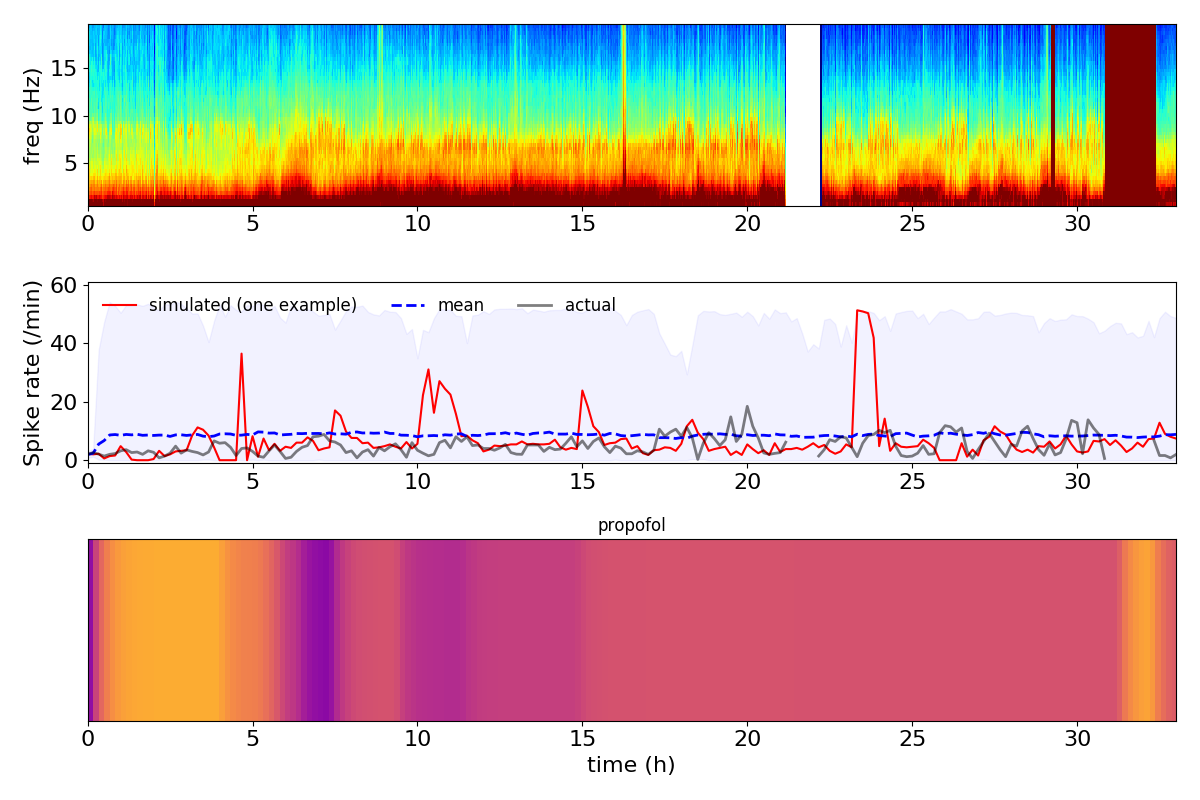 freq (Hz)
15
10
5
0 5 10 15 20 25 30
Spike rate (/min)
60
40
20
0
simulated (one example) mean actual
0 5 10 15 20 25 30
propofol
0 5 10 15 20 25 30
time (h)